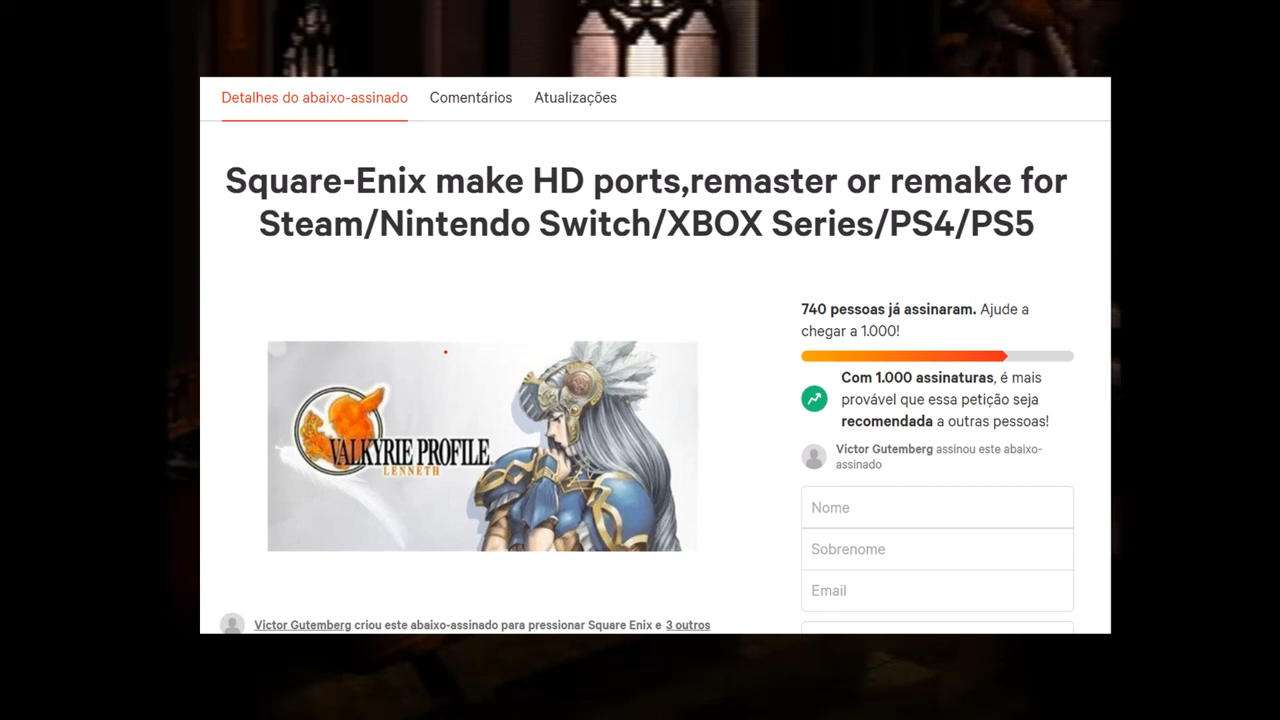 Detalhes do abaixo-assinado Comentários Atualizações
Square-Enix make HD ports,remaster or remake for
Steam/Nintendo Switch/XBOX Series/PS4/PS5
VALKYRIE PROFILE
LENNETH
740 pessoas já assinaram. Ajude a
chegar a 1.000!
Com 1.000 assinaturas, é mais
provável que essa petição seja
recomendada a outras pessoas!
Victor Gutemberg assinou este abaixo-
assinado
Nome
Sobrenome
Email
Victor Gutemberg criou este abaixo-assinado para pressionar Square Enix e 3 outros